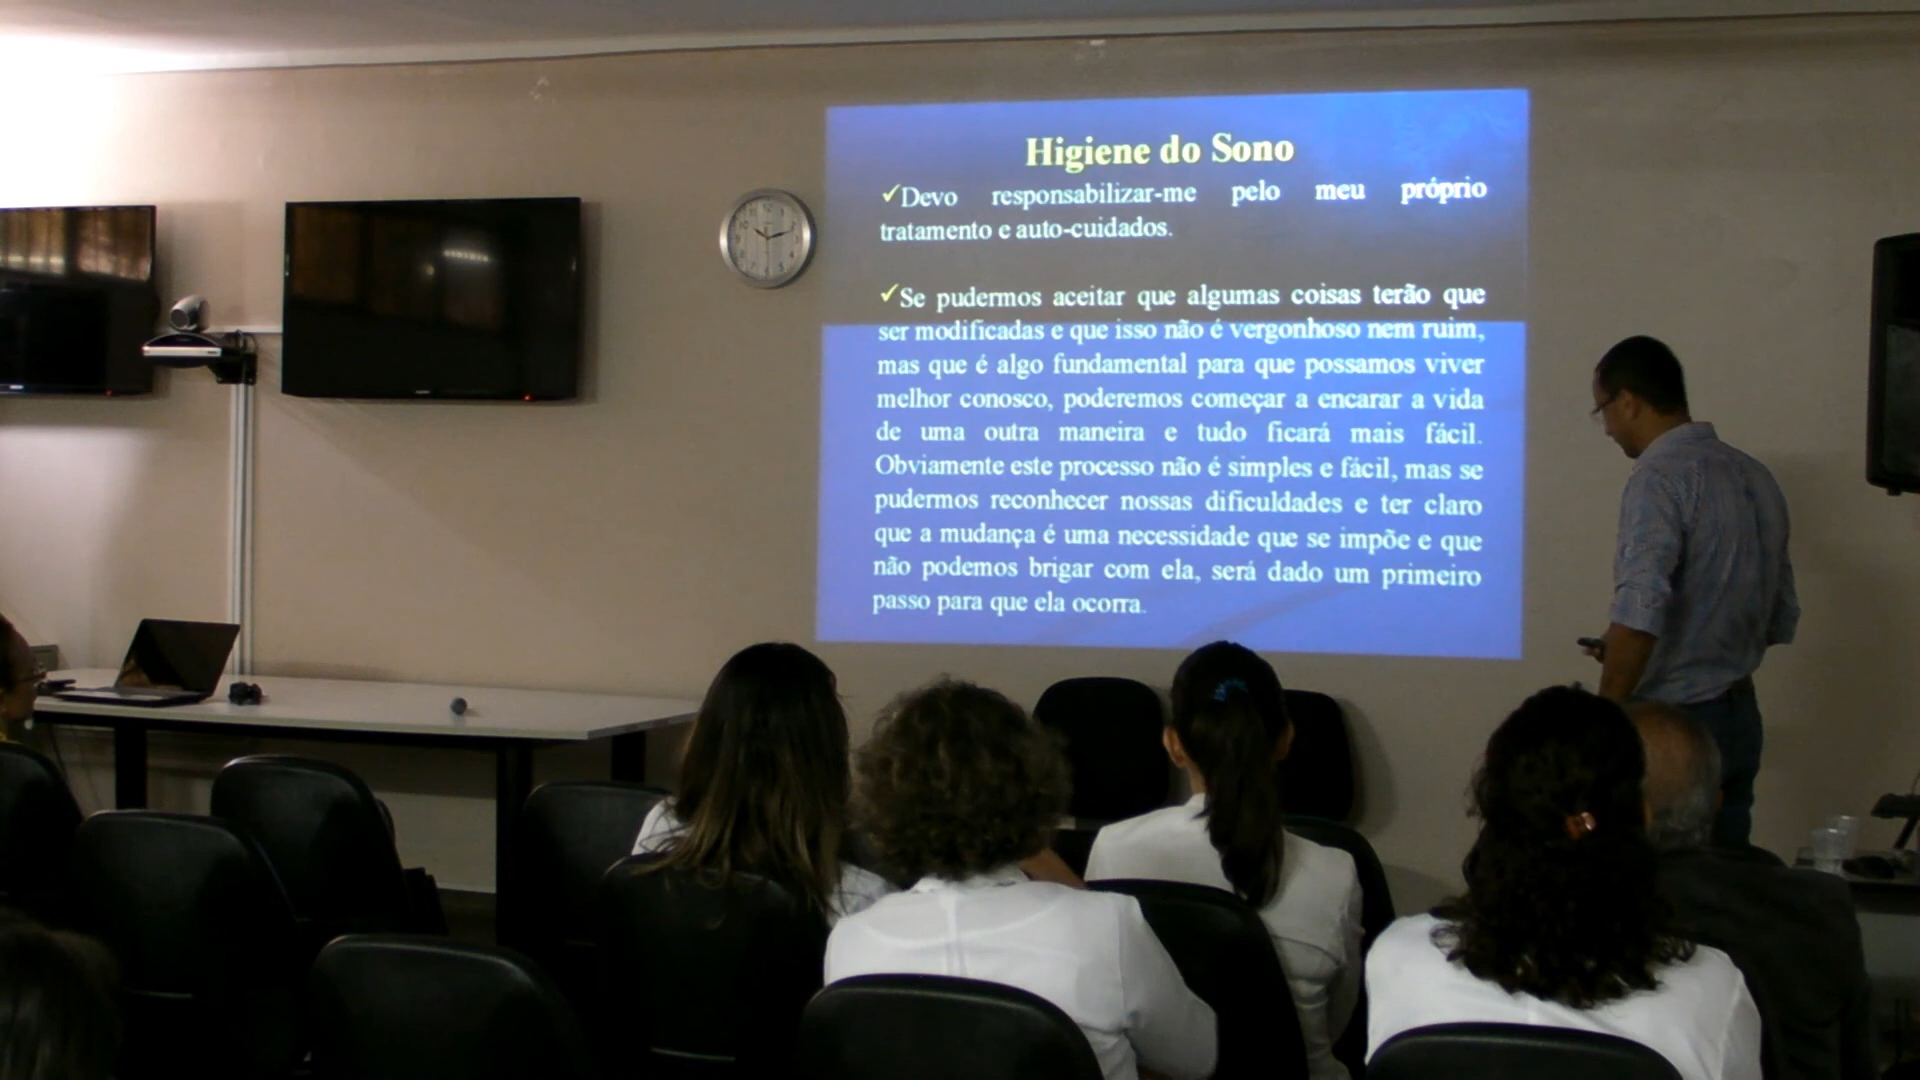 Higiene do Sono
✓Devo responsabilizar-me pelo meu próprio
tratamento e auto-cuidados.
✓Se pudermos aceitar que algumas coisas terão que
ser modificadas e que isso não é vergonhoso nem ruim,
mas que é algo fundamental para que possamos viver
melhor conosco, poderemos começar a encarar a vida
de uma outra maneira e tudo ficará mais fácil.
Obviamente este processo não é simples e fácil, mas se
pudermos reconhecer nossas dificuldades e ter claro
que a mudança é uma necessidade que se impõe e que
não podemos brigar com ela, será dado um primeiro
passo para que ela ocorra.